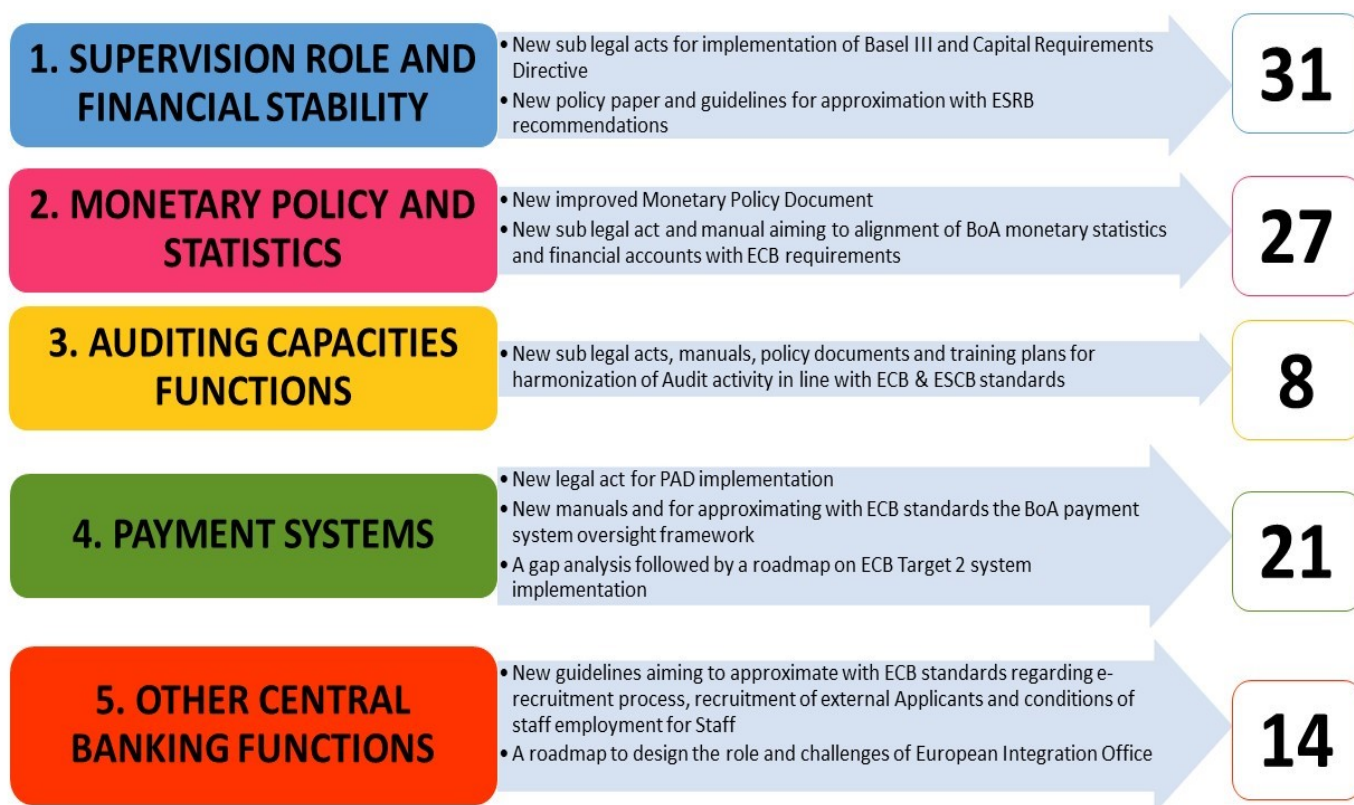 1. SUPERVISION ROLE AND
FINANCIAL STABILITY
• New sub legal acts for implementation of Basel III and Capital Requirements
Directive
• New policy paper and guidelines for approximation with ESRB
recommendations
31
2. MONETARY POLICY AND
STATISTICS
• New improved Monetary Policy Document
• New sub legal act and manual aiming to alignment of BoA monetary statistics
and financial accounts with ECB requirements
27
3. AUDITING CAPACITIES
FUNCTIONS
• New sub legal acts, manuals, policy documents and training plans for
harmonization of Audit activity in line with ECB & ESCB standards
8
4. PAYMENT SYSTEMS
• New legal act for PAD implementation
• New manuals and for approximating with ECB standards the BoA payment
system oversight framework
• A gap analysis followed by a roadmap on ECB Target 2 system
implementation
21
5. OTHER CENTRAL
BANKING FUNCTIONS
• New guidelines aiming to approximate with ECB standards regarding e-
recruitment process, recruitment of external Applicants and conditions of
staff employment for Staff
• A roadmap to design the role and challenges of European Integration Office
14